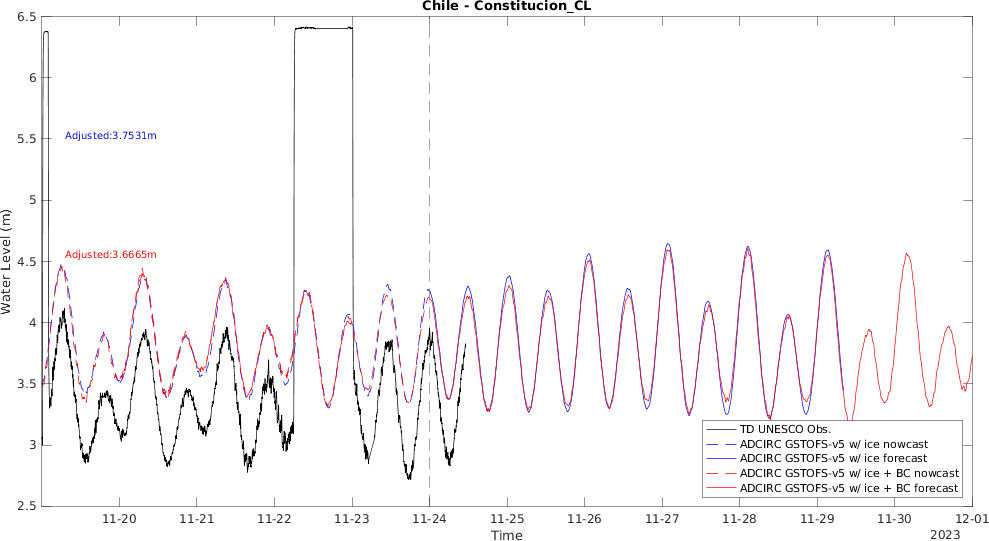 Chile - Constitucion_CL
6.5
6
5.5
5
4.5
4
3.5
3
2.5
Water Level (m)
Adjusted:3.7531m
Adjusted:3.6665m
TD UNESCO Obs.
ADCIRC GSTOFS-v5 w/ ice nowcast
ADCIRC GSTOFS-v5 w/ ice forecast
ADCIRC GSTOFS-v5 w/ ice + BC nowcast
ADCIRC GSTOFS-v5 w/ ice + BC forecast
11-20 11-21 11-22 11-23 11-24 11-25 11-26 11-27 11-28 11-29 11-30 12-01
Time
2023